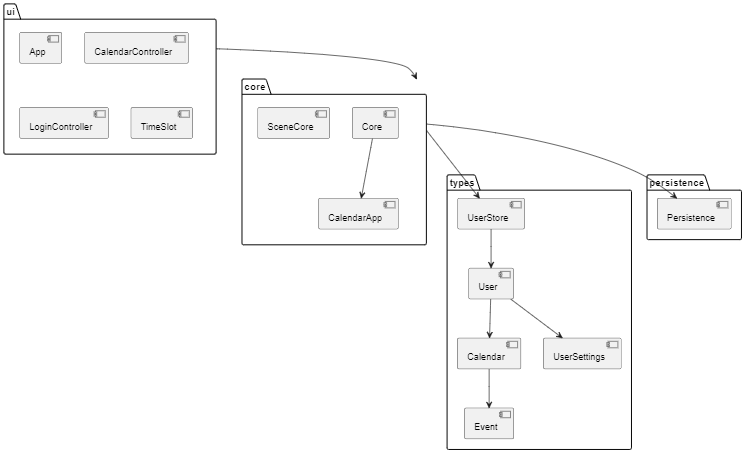 ui
App
CalendarController
LoginController
TimeSlot
core
SceneCore
Core
CalendarApp
types
UserStore
User
Calendar
UserSettings
Event
persistence
Persistence